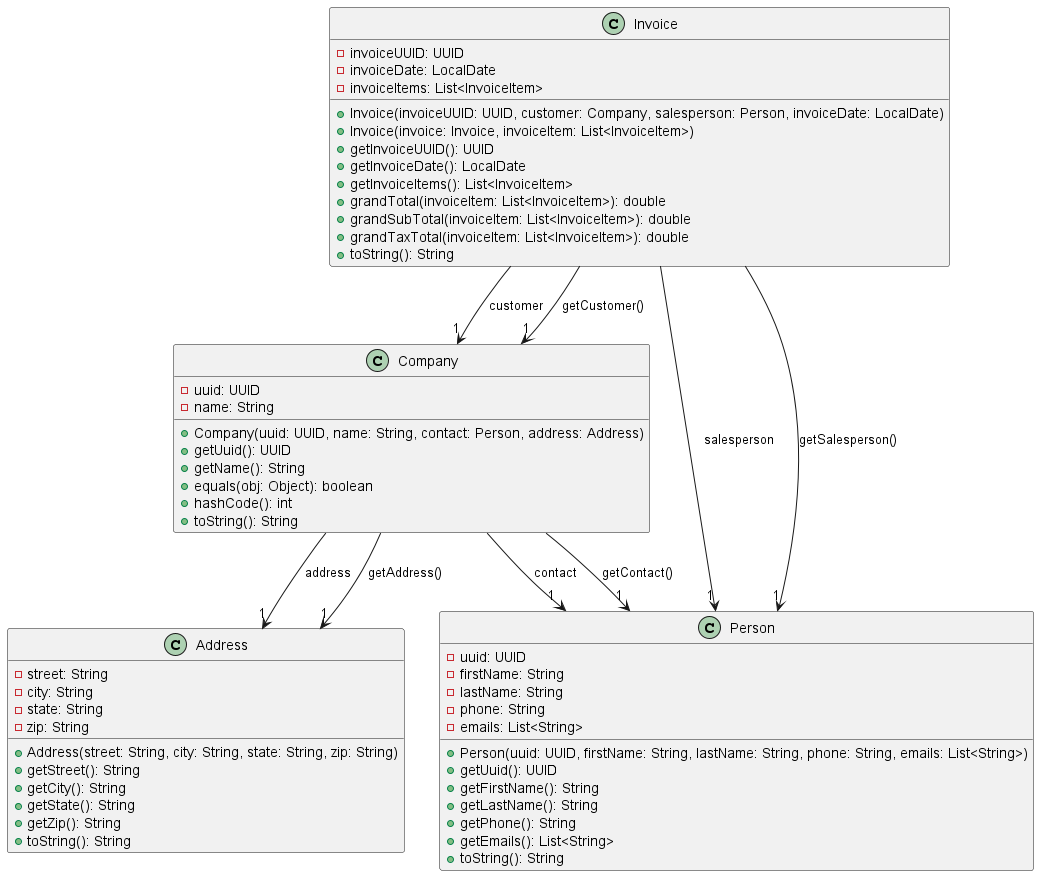 C Invoice
invoiceUUID: UUID
invoiceDate: LocalDate
invoiceItems: List<InvoiceItem>
Invoice(invoiceUUID: UUID, customer: Company, salesperson: Person, invoiceDate: LocalDate)
Invoice(invoice: Invoice, invoiceItem: List<InvoiceItem>)
getInvoiceUUID(): UUID
getInvoiceDate(): LocalDate
getInvoiceItems(): List<InvoiceItem>
grandTotal(invoiceItem: List<InvoiceItem>): double
grandSubTotal(invoiceItem: List<InvoiceItem>): double
grandTaxTotal(invoiceItem: List<InvoiceItem>): double
toString(): String
customer
getCustomer()
1
1
C Company
uuid: UUID
name: String
Company(uuid: UUID, name: String, contact: Person, address: Address)
getUuid(): UUID
getName(): String
equals(obj: Object): boolean
hashCode(): int
toString(): String
salesperson
getSalesperson()
address
getAddress()
contact
getContact()
1
1
1
1
1
1
C Address
street: String
city: String
state: String
zip: String
Address(street: String, city: String, state: String, zip: String)
getStreet(): String
getCity(): String
getState(): String
getZip(): String
toString(): String
C Person
uuid: UUID
firstName: String
lastName: String
phone: String
emails: List<String>
Person(uuid: UUID, firstName: String, lastName: String, phone: String, emails: List<String>)
getUuid(): UUID
getFirstName(): String
getLastName(): String
getPhone(): String
getEmails(): List<String>
toString(): String